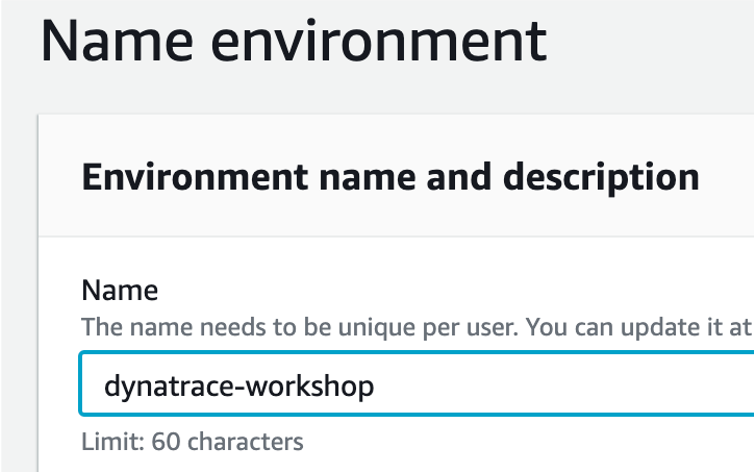 Name environment
Environment name and description
Name
The name needs to be unique per user. You can update it at
dynatrace-workshop
Limit: 60 characters